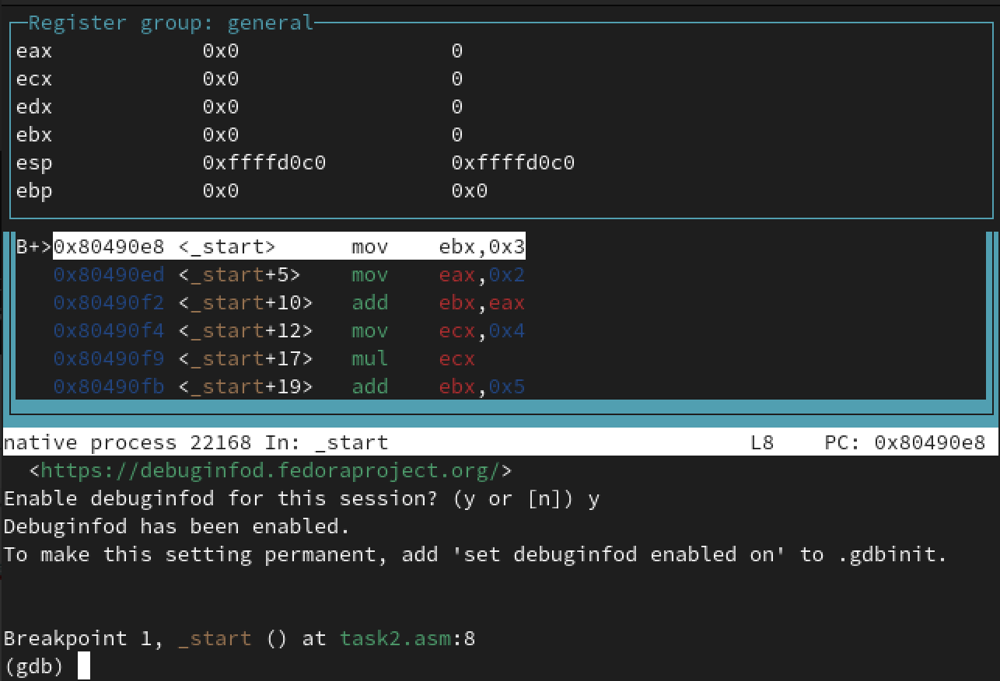 Register group: general
eax 0x0 0
ecx 0x0 0
edx 0x0 0
ebx 0x0 0
esp 0xffffd0c0 0xffffd0c0
ebp 0x0 0x0
B+>0x80490e8 <_start> mov ebx,0x3
0x80490ed <_start+5> mov eax,0x2
0x80490f2 <_start+10> add ebx,eax
0x80490f4 <_start+12> mov ecx,0x4
0x80490f9 <_start+17> mul ecx
0x80490fb <_start+19> add ebx,0x5
native process 22168 In: _start L8 PC: 0x80490e8
<https://debuginfod.fedoraproject.org/>
Enable debuginfod for this session? (y or [n]) y
Debuginfod has been enabled.
To make this setting permanent, add 'set debuginfod enabled on' to .gdbinit.
Breakpoint 1, _start () at task2.asm:8
(gdb)